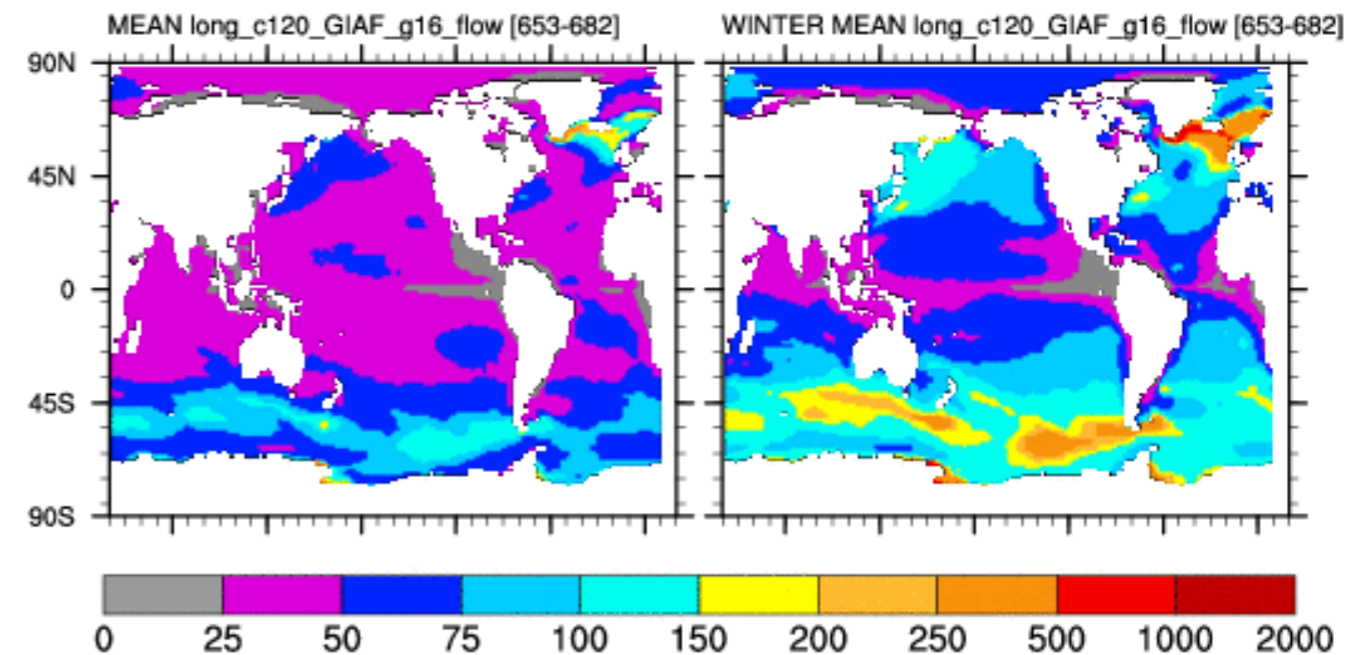 MEAN long_c120_GIAF_g16_flow [653-682]
WINTER MEAN long_c120_GIAF_g16_flow [653-682]
90N
45N
0
45S
90S
0 25 50 75 100 150 200 250 500 1000 2000